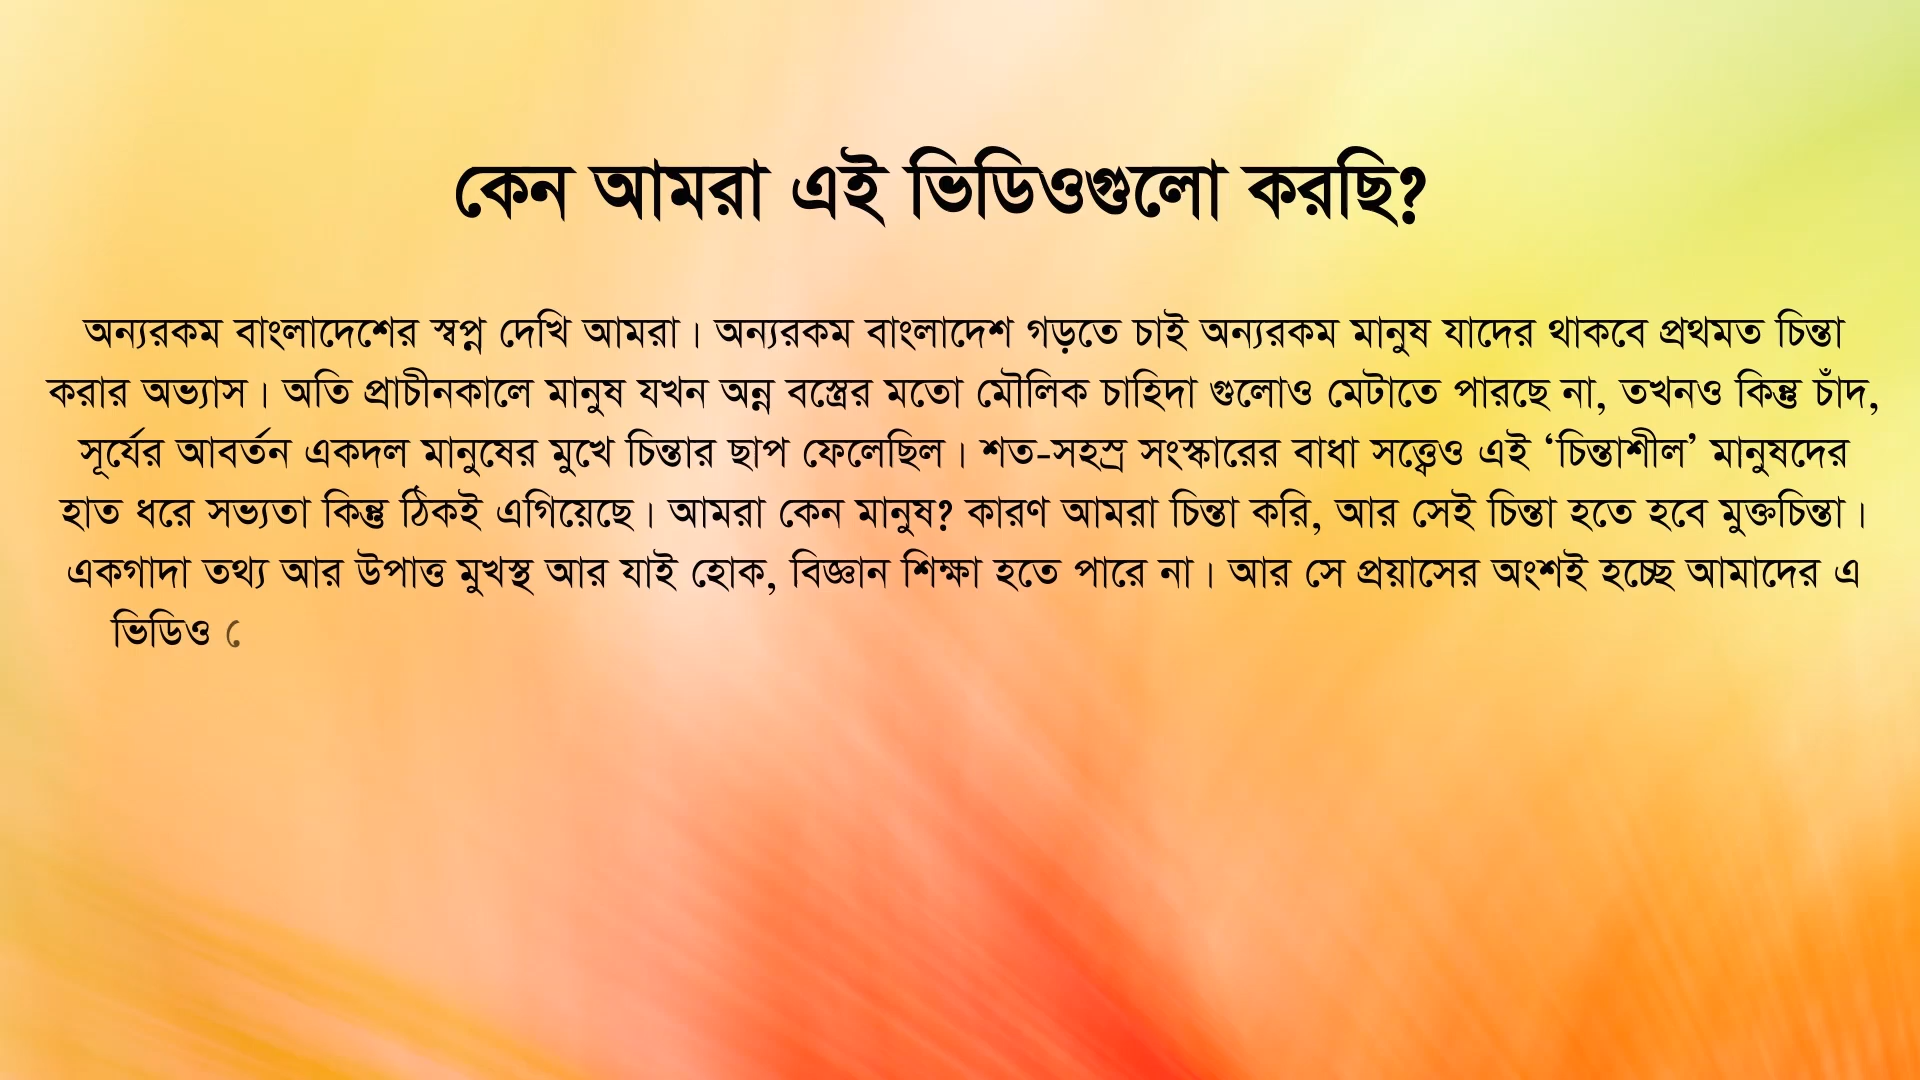 কেন আমরা এই ভিডিওগুলো করছি?
অন্যরকম বাংলাদেশের স্বপ্ন দেখি আমরা। অন্যরকম বাংলাদেশ গড়তে চাই অন্যরকম মানুষ যাদের থাকবে প্রথমত চিন্তা
করার অভ্যাস। অতি প্রাচীনকালে মানুষ যখন অন্ন বস্ত্রের মতো মৌলিক চাহিদা গুলোও মেটাতে পারছে না, তখনও কিন্তু চাঁদ,
সূর্যের আবর্তন একদল মানুষের মুখে চিন্তার ছাপ ফেলেছিল। শত-সহস্র সংস্কারের বাধা সত্ত্বেও এই ‘চিন্তাশীল’ মানুষদের
হাত ধরে সভ্যতা কিন্তু ঠিকই এগিয়েছে। আমরা কেন মানুষ? কারণ আমরা চিন্তা করি, আর সেই চিন্তা হতে হবে মুক্তচিন্তা।
একগাদা তথ্য আর উপাত্ত মুখস্থ আর যাই হোক, বিজ্ঞান শিক্ষা হতে পারে না। আর সে প্রয়াসের অংশই হচ্ছে আমাদের এ
ভিডিও